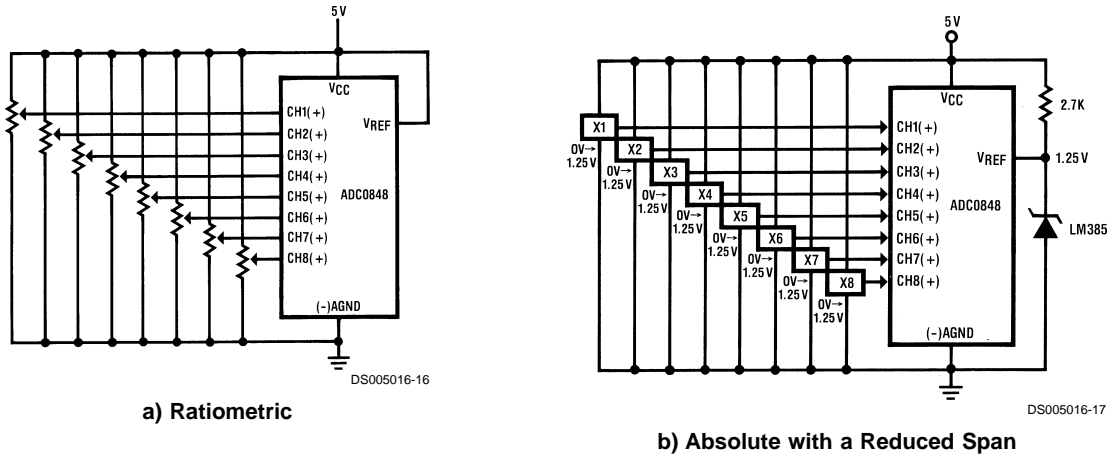 5V
VCC
CH1(+)
VREF
CH2(+)
CH3(+)
CH4(+)
ADC0848
CH5(+)
CH6(+)
CH7(+)
CH8(+)
(-)AGND
DS005016-16
a) Ratiometric
5V
VCC
2.7K
X1
CH1(+)
0V→
1.25V
X2
CH2(+)
VREF
1.25V
0V→
1.25V
X3
CH3(+)
0V→
1.25V
X4
CH4(+)
ADC0848
0V→
1.25V
X5
CH5(+)
LM385
0V→
1.25V
X6
CH6(+)
0V→
1.25V
X7
CH7(+)
0V→
1.25V
X8
CH8(+)
0V→
1.25V
(-)AGND
DS005016-17
b) Absolute with a Reduced Span